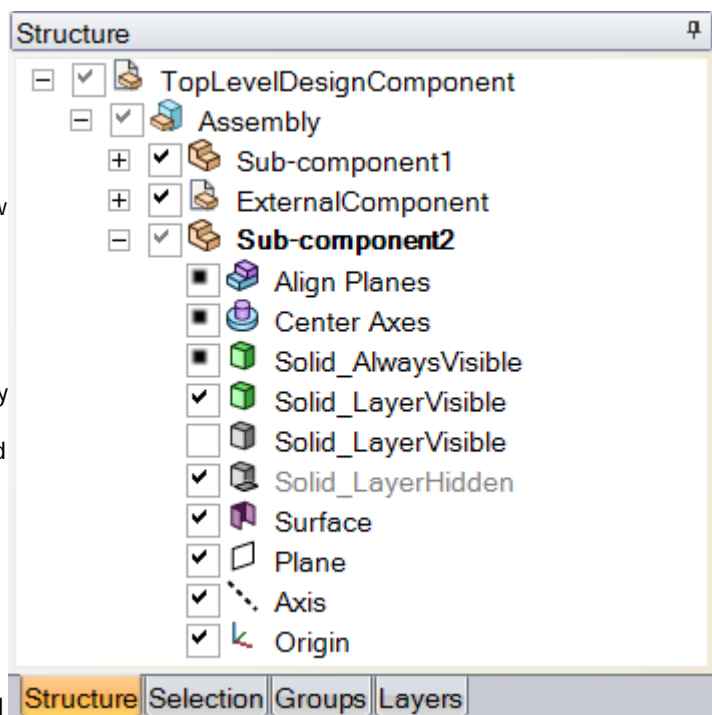 Structure
TopLevelDesignComponent
Assembly
Sub-component1
ExternalComponent
Sub-component2
Align Planes
Center Axes
Solid_AlwaysVisible
Solid_LayerVisible
Solid_LayerVisible
Solid_LayerHidden
Surface
Plane
Axis
Origin
Structure Selection Groups Layers